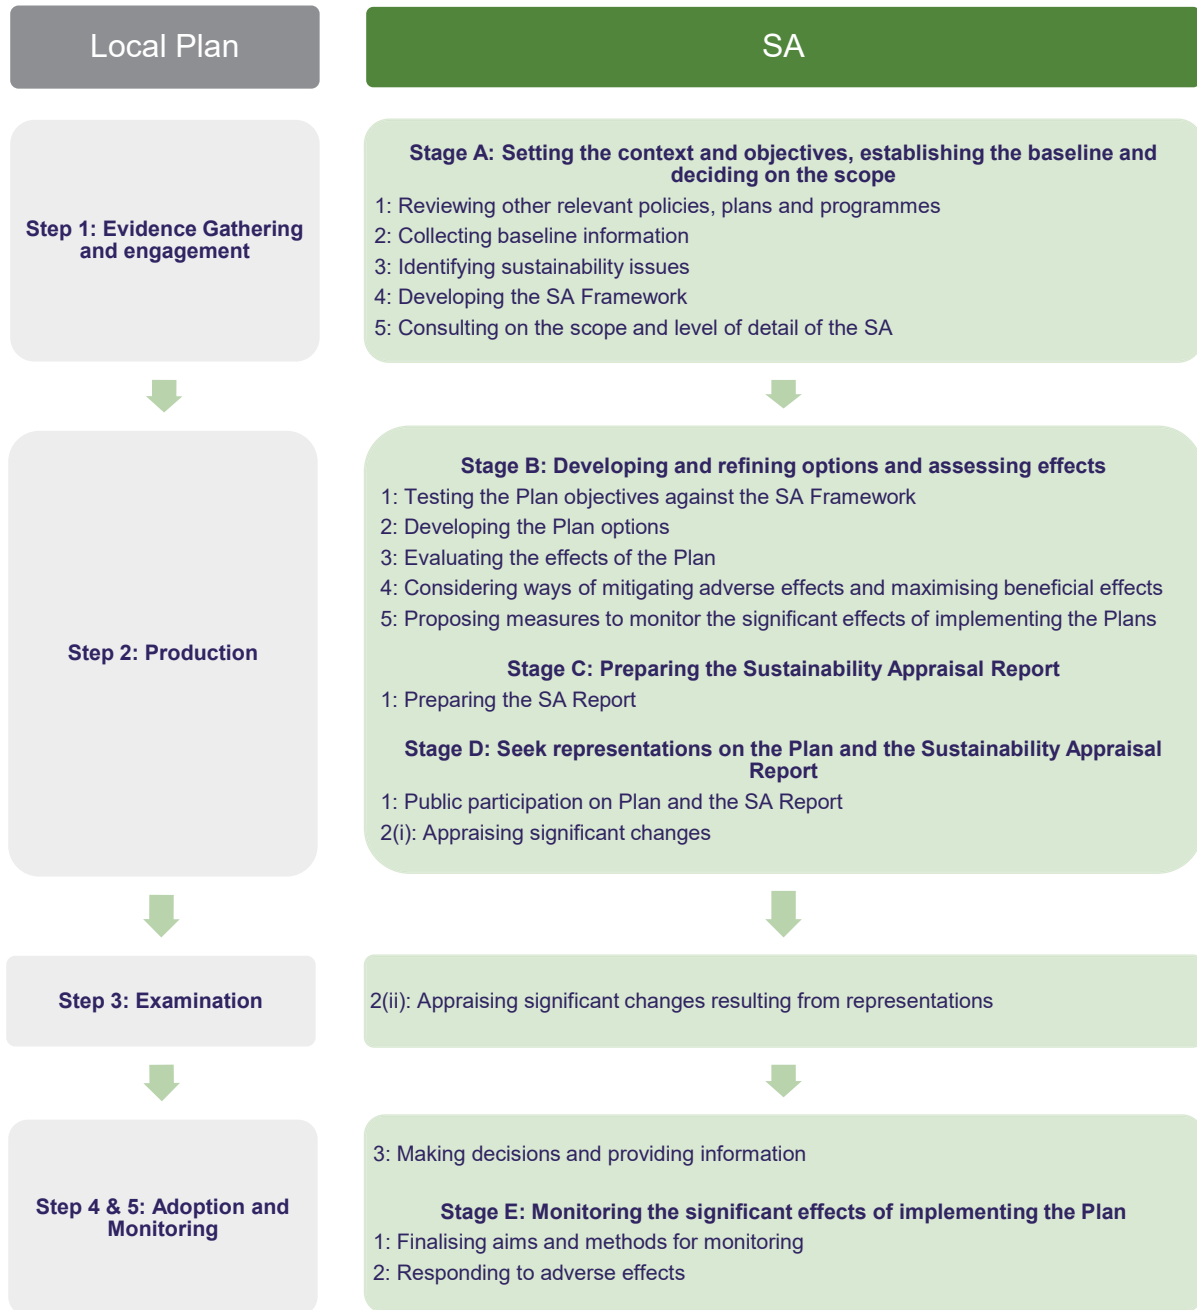 Local Plan
SA
Step 1: Evidence Gathering
and engagement
Stage A: Setting the context and objectives, establishing the baseline and
deciding on the scope
1: Reviewing other relevant policies, plans and programmes
2: Collecting baseline information
3: Identifying sustainability issues
4: Developing the SA Framework
5: Consulting on the scope and level of detail of the SA
Step 2: Production
Stage B: Developing and refining options and assessing effects
1: Testing the Plan objectives against the SA Framework
2: Developing the Plan options
3: Evaluating the effects of the Plan
4: Considering ways of mitigating adverse effects and maximising beneficial effects
5: Proposing measures to monitor the significant effects of implementing the Plans
Stage C: Preparing the Sustainability Appraisal Report
1: Preparing the SA Report
Stage D: Seek representations on the Plan and the Sustainability Appraisal
Report
1: Public participation on Plan and the SA Report
2(i): Appraising significant changes
Step 3: Examination
2(ii): Appraising significant changes resulting from representations
Step 4 & 5: Adoption and
Monitoring
3: Making decisions and providing information
Stage E: Monitoring the significant effects of implementing the Plan
1: Finalising aims and methods for monitoring
2: Responding to adverse effects